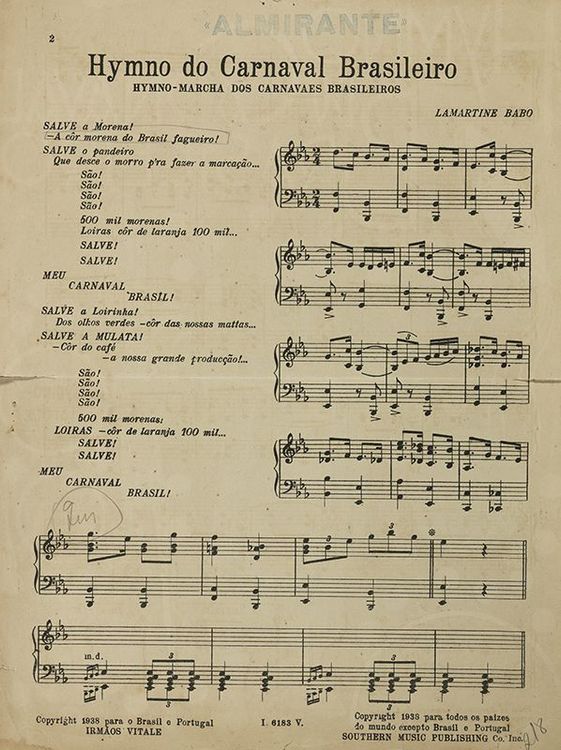 «ALMIRANTE»
2
Hymno do Carnaval Brasileiro
HYMNO-MARCHA DOS CARNAVAES BRASILEIROS
LAMARTINE BABO
SALVE a Morena!
-A côr morena do Brasil fagueiro!
SALVE o pandeiro
Que desce o morro p'ra fazer a marcação...
São!
São!
São!
São!
500 mil morenas!
Loiras côr de laranja 100 mil...
SALVE!
SALVE!
MEU
CARNAVAL
BRASIL!
SALVE a Loirinha!
Dos olhos verdes -côr das nossas mattas...
SALVE A MULATA!
-Côr do café
-a nossa grande producção!...
São!
São!
São!
São!
500 mil morenas:
LOIRAS -côr de laranja 100 mil...
SALVE!
SALVE!
MEU
CARNAVAL
BRASIL!
3 3
m.d.
3 3 3
Copyright 1938 para o Brasil e Portugal
IRMÃOS VITALE
I. 6183 V.
Copyright 1938 para todos os paizes
do mundo excepto Brasil e Portugal
SOUTHERN MUSIC PUBLISHING Co. Inc.